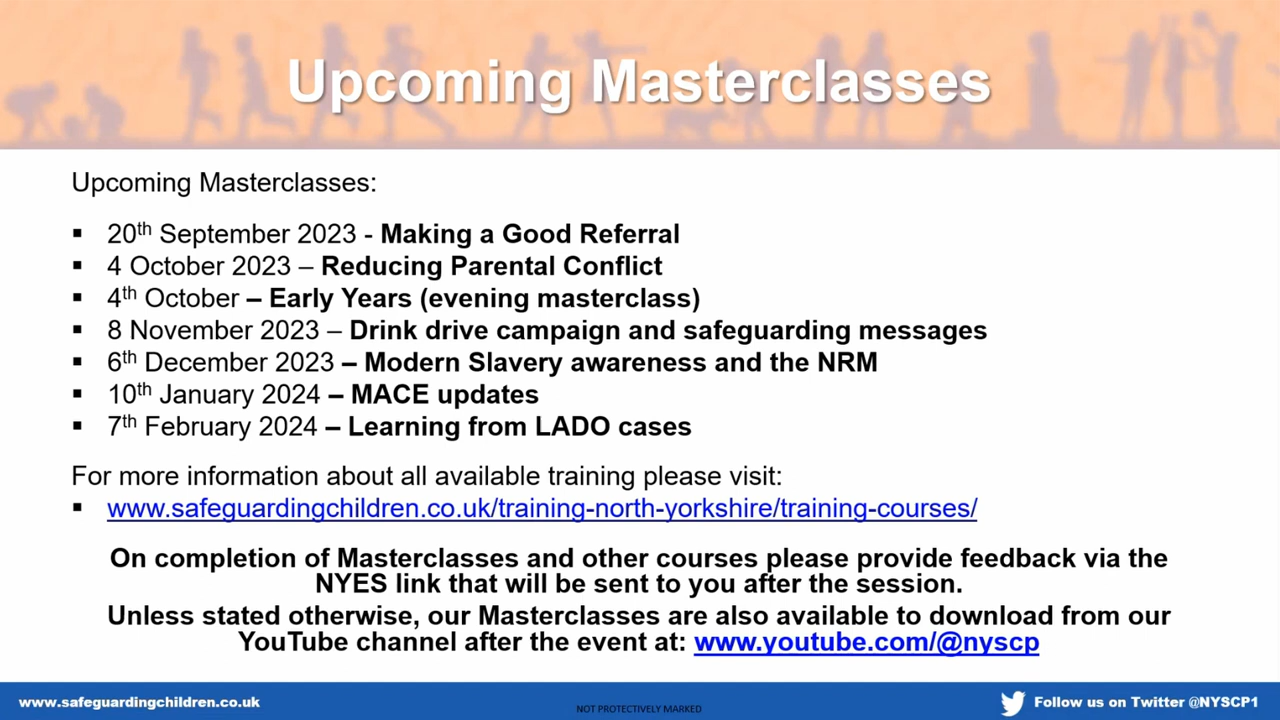 Upcoming Masterclasses
Upcoming Masterclasses:
▪ 20th September 2023 - Making a Good Referral
▪ 4 October 2023 – Reducing Parental Conflict
▪ 4th October – Early Years (evening masterclass)
▪ 8 November 2023 – Drink drive campaign and safeguarding messages
▪ 6th December 2023 – Modern Slavery awareness and the NRM
▪ 10th January 2024 – MACE updates
▪ 7th February 2024 – Learning from LADO cases
For more information about all available training please visit:
▪ www.safeguardingchildren.co.uk/training-north-yorkshire/training-courses/
On completion of Masterclasses and other courses please provide feedback via the
NYES link that will be sent to you after the session.
Unless stated otherwise, our Masterclasses are also available to download from our
YouTube channel after the event at: www.youtube.com/@nyscp
www.safeguardingchildren.co.uk
NOT PROTECTIVELY MARKED
Follow us on Twitter @NYSCP1